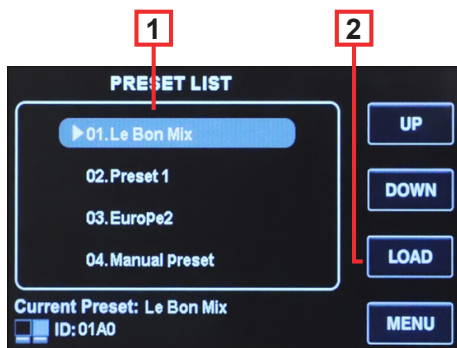 1
2
PRESET LIST
01.Le Bon Mix
02.Preset 1
03.Europe2
04.Manual Preset
UP
DOWN
LOAD
MENU
Current Preset: Le Bon Mix
ID:01A0